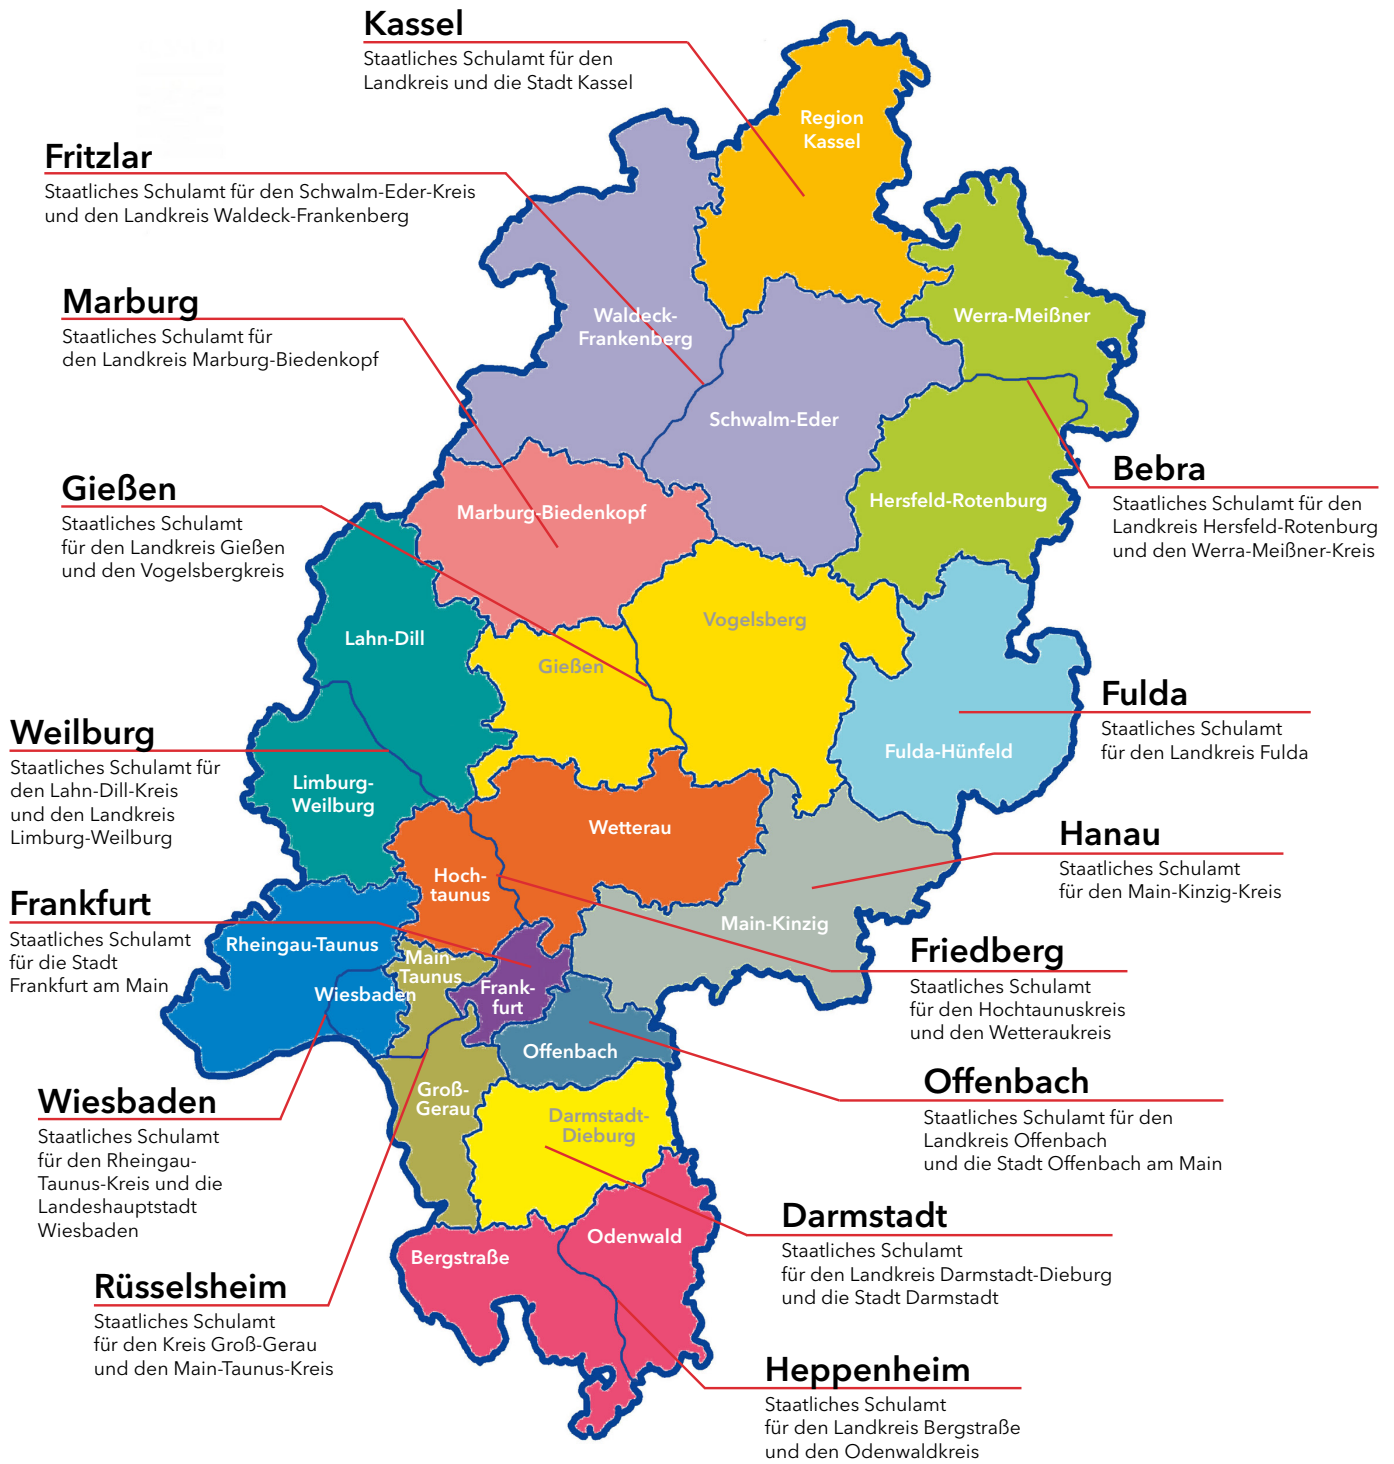 Kassel
Staatliches Schulamt für den
Landkreis und die Stadt Kassel
Region
Kassel
Fritzlar
Staatliches Schulamt für den Schwalm-Eder-Kreis
und den Landkreis Waldeck-Frankenberg
Marburg
Staatliches Schulamt für
den Landkreis Marburg-Biedenkopf
Waldeck-
Frankenberg
Werra-Meißner
Schwalm-Eder
Bebra
Staatliches Schulamt für den
Landkreis Hersfeld-Rotenburg
und den Werra-Meißner-Kreis
Hersfeld-Rotenburg
Gießen
Staatliches Schulamt
für den Landkreis Gießen
und den Vogelsbergkreis
Marburg-Biedenkopf
Vogelsberg
Lahn-Dill
Gießen
Fulda
Staatliches Schulamt
für den Landkreis Fulda
Fulda-Hünfeld
Weilburg
Staatliches Schulamt für
den Lahn-Dill-Kreis
und den Landkreis
Limburg-Weilburg
Limburg-
Weilburg
Wetterau
Hanau
Staatliches Schulamt
für den Main-Kinzig-Kreis
Hoch-
taunus
Frankfurt
Staatliches Schulamt
für die Stadt
Frankfurt am Main
Rheingau-Taunus
Main-
Taunus
Main-Kinzig
Friedberg
Staatliches Schulamt
für den Hochtaunuskreis
und den Wetteraukreis
Wiesbaden
Frank-
furt
Offenbach
Offenbach
Staatliches Schulamt für den
Landkreis Offenbach
und die Stadt Offenbach am Main
Wiesbaden
Staatliches Schulamt
für den Rheingau-
Taunus-Kreis und die
Landeshauptstadt
Wiesbaden
Groß-
Gerau
Darmstadt-
Dieburg
Darmstadt
Staatliches Schulamt
für den Landkreis Darmstadt-Dieburg
und die Stadt Darmstadt
Odenwald
Bergstraße
Rüsselsheim
Staatliches Schulamt
für den Kreis Groß-Gerau
und den Main-Taunus-Kreis
Heppenheim
Staatliches Schulamt
für den Landkreis Bergstraße
und den Odenwaldkreis